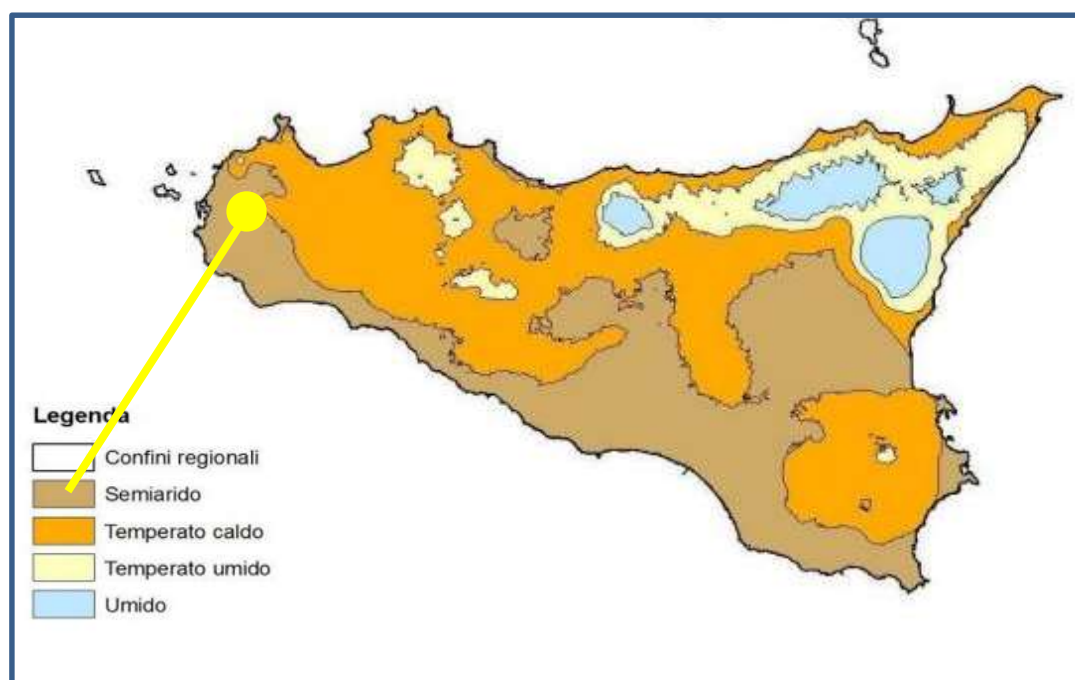 Legenda
Confini regionali
Semiarido
Temperato caldo
Temperato umido
Umido